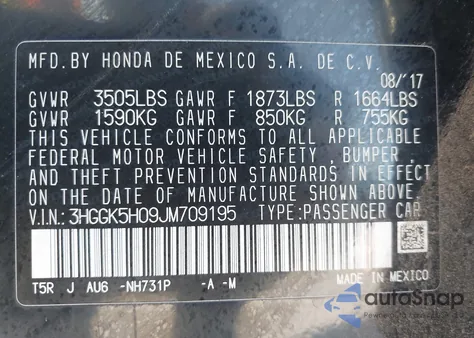 MFD.BY HONDA DE MEXICO S.A. DE C.V.
08/'17
GVWR 3505LBS GAWR F 1873LBS R 1664LBS
GVWR 1590KG GAWR F 850KG R 755KG
THIS VEHICLE CONFORMS TO ALL APPLICABLE
FEDERAL MOTOR VEHICLE SAFETY , BUMPER ,
AND THEFT PREVENTION STANDARDS IN EFFECT
ON THE DATE OF MANUFACTURE SHOWN ABOVE.
V.I.N.: 3HGGK5H09JM709195 TYPE:PASSENGER CAR
T5R J AU6 -NH731P -A -M
MADE IN MEXICO
autoSnap
Powered by